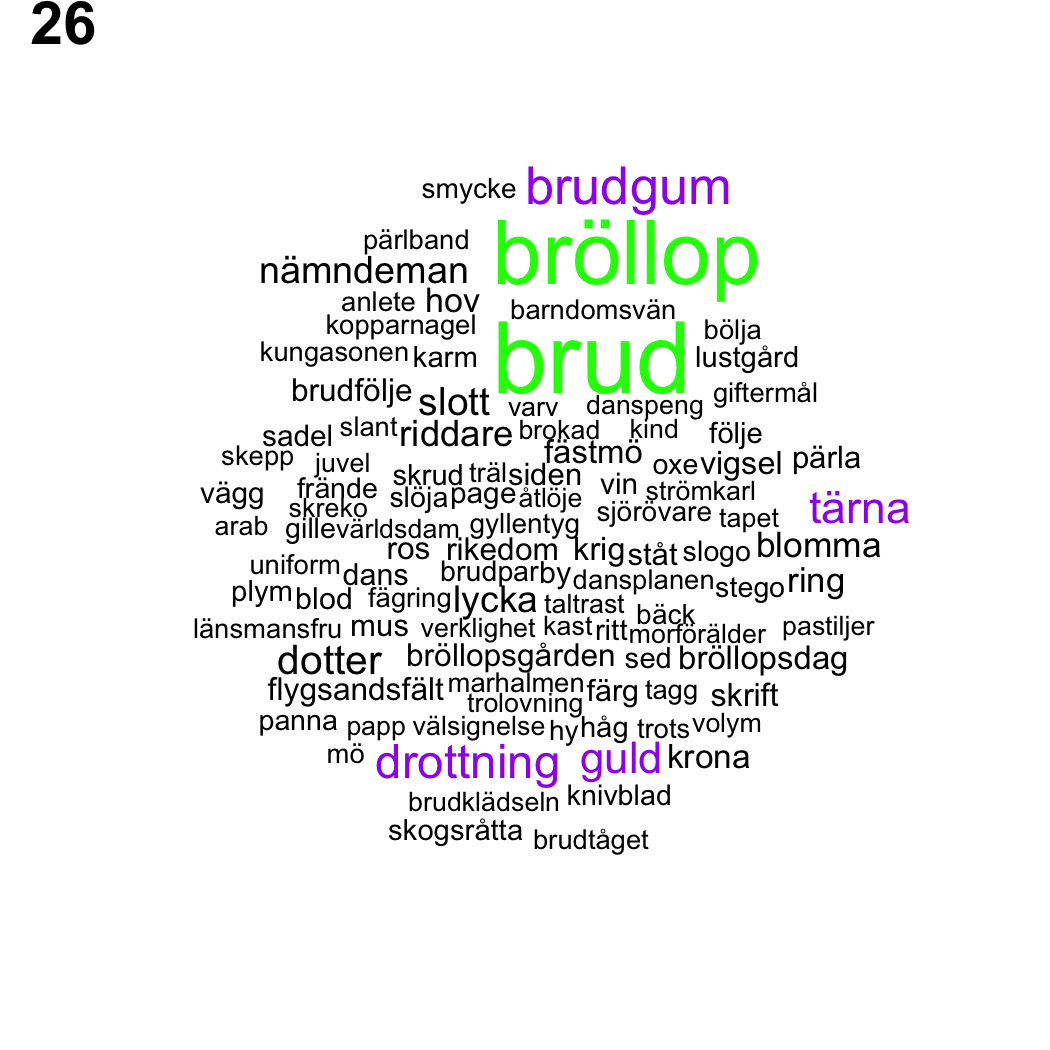 26
smycke brudgum
pärlband bröllop
nämndeman
anlete hov barndomsvän
kopparnagel brud bölja
kungasonen karm lustgård
brudfölje slott giftermål
varv danspeng
sadel slant riddare brokad kind följe
skepp juvel fästmö oxe vigsel pärla
skrud träl siden vin
vägg frände slöja page åtlöje strömkarl tärna
skreko sjörövare tapet
arab gillevärldsdam gyllentyg
ros rikedom krig ståt slogo blomma
uniform dans brudpar by dansplanen stego ring
plym blod fägring lycka taltrast bäck
länsmansfru mus verklighet kast ritt morförälder pastiljer
dotter bröllopsgården sed bröllopsdag
flygsandsfält marhalmen färg tagg skrift
trolovning
panna papp välsignelse hy håg trots volym
mö drottning guld krona
brudklädseln knivblad
skogsråtta brudtåget